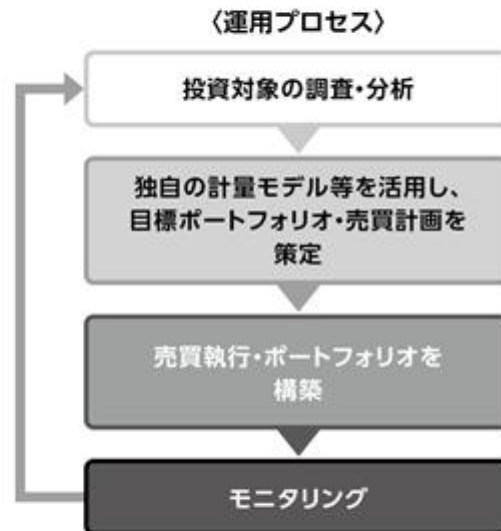 〈運用プロセス〉
投資対象の調査・分析
独自の計量モデル等を活用し、
目標ポートフォリオ・売買計画を
策定
売買執行・ポートフォリオを
構築
モニタリング